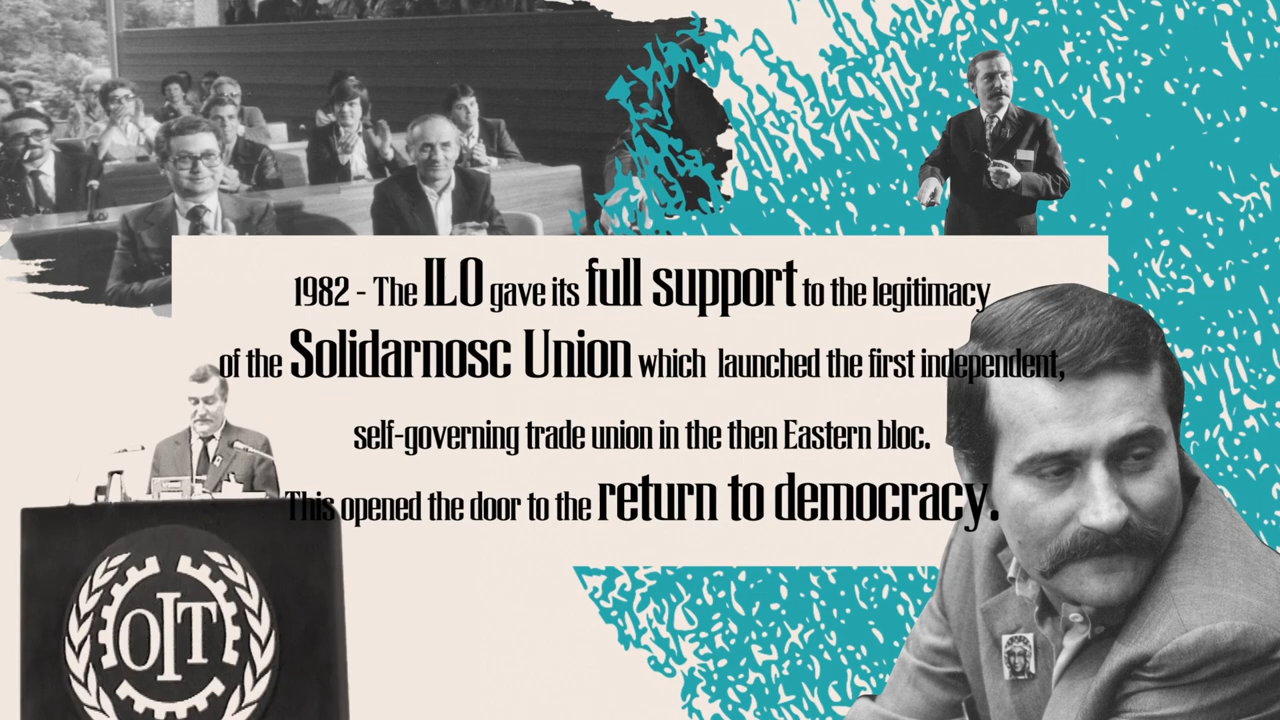 1982 - The ILO gave its full support to the legitimacy
of the Solidarnosc Union which launched the first independent,
self-governing trade union in the then Eastern bloc.
This opened the door to the return to democracy.
OIT